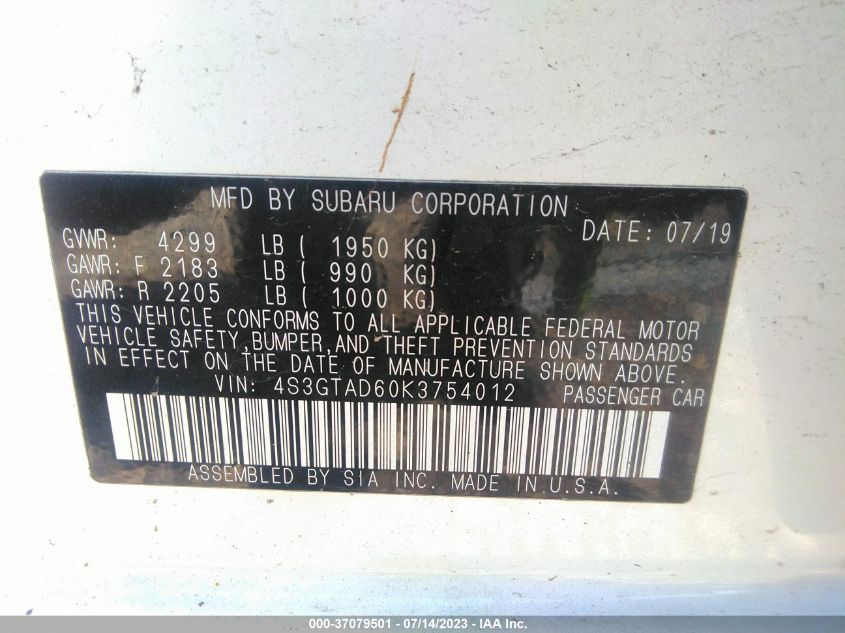 MFD BY SUBARU CORPORATION
DATE: 07/19
GVWR: 4299 LB ( 1950 KG)
GAWR: F 2183 LB ( 990 KG)
GAWR: R 2205 LB ( 1000 KG)
THIS VEHICLE CONFORMS TO ALL APPLICABLE FEDERAL MOTOR
VEHICLE SAFETY, BUMPER, AND THEFT PREVENTION STANDARDS
IN EFFECT ON THE DATE OF MANUFACTURE SHOWN ABOVE.
VIN: 4S3GTAD60K3754012 PASSENGER CAR
ASSEMBLED BY SIA INC. MADE IN U.S.A.
000-37079501 - 07/14/2023 - IAA Inc.